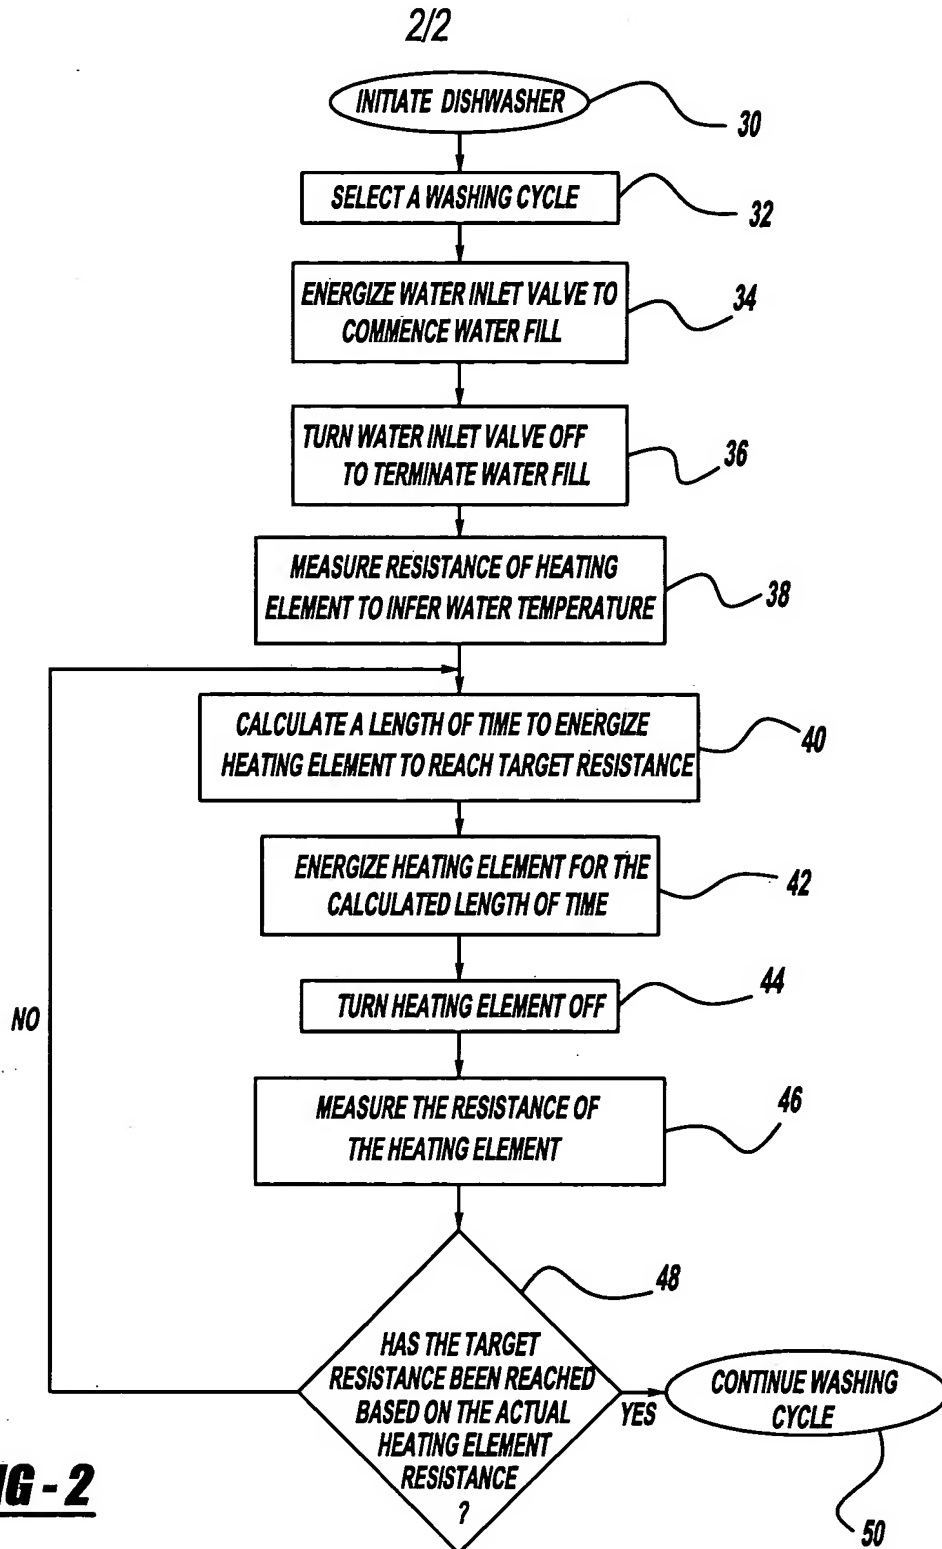 2/2
INITIATE DISHWASHER
30
SELECT A WASHING CYCLE
32
ENERGIZE WATER INLET VALVE TO
COMMENCE WATER FILL
34
TURN WATER INLET VALVE OFF
TO TERMINATE WATER FILL
36
MEASURE RESISTANCE OF HEATING
ELEMENT TO INFER WATER TEMPERATURE
38
CALCULATE A LENGTH OF TIME TO ENERGIZE
HEATING ELEMENT TO REACH TARGET RESISTANCE
40
ENERGIZE HEATING ELEMENT FOR THE
CALCULATED LENGTH OF TIME
42
TURN HEATING ELEMENT OFF
44
NO
MEASURE THE RESISTANCE OF
THE HEATING ELEMENT
46
HAS THE TARGET
RESISTANCE BEEN REACHED
BASED ON THE ACTUAL
HEATING ELEMENT
RESISTANCE
?
48
YES
CONTINUE WASHING
CYCLE
50
IG - 2